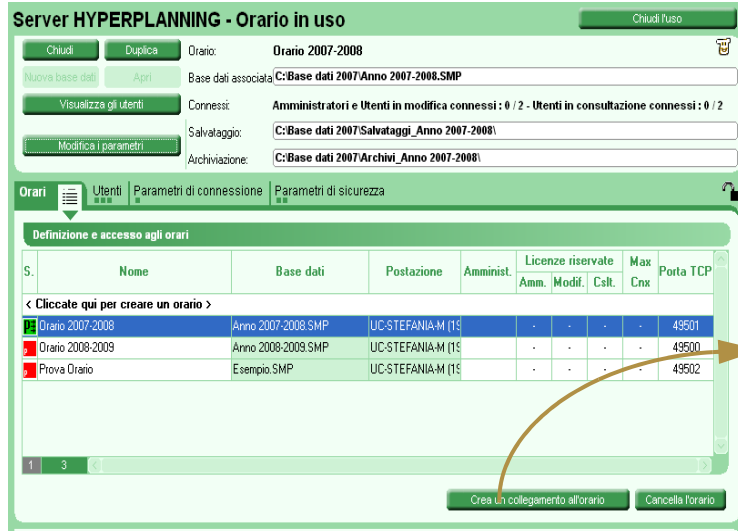 Server HYPERPLANNING - Orario in uso
Chiudi l'uso
Chiudi Duplica Orario: Orario 2007-2008
Nuova base dati Apri Base dati associata C:\Base dati 2007\Anno 2007-2008.SMP
Visualizza gli utenti Connessi: Amministratori e Utenti in modifica connessi : 0 / 2 - Utenti in consultazione connessi : 0 / 2
Salvataggio: C:\Base dati 2007\Salvataggi_Anno 2007-2008\
Modifica i parametri
Archiviazione: C:\Base dati 2007\Archivi_Anno 2007-2008\
Orari Utenti Parametri di connessione Parametri di sicurezza
Definizione e accesso agli orari
S. Nome Base dati Postazione Amminist. Licenze riservate Max Cnx Porta TCP
Amm. Modif. Cslt.
< Cliccate qui per creare un orario >
Orario 2007-2008 Anno 2007-2008.SMP UC-STEFANIA-M (19 - - - - 49501
Orario 2008-2009 Anno 2008-2009.SMP UC-STEFANIA-M (19 - - - - 49500
Prova Orario Esempio.SMP UC-STEFANIA-M (19 - - - - 49502
1 3
Crea un collegamento all'orario Cancella l'orario